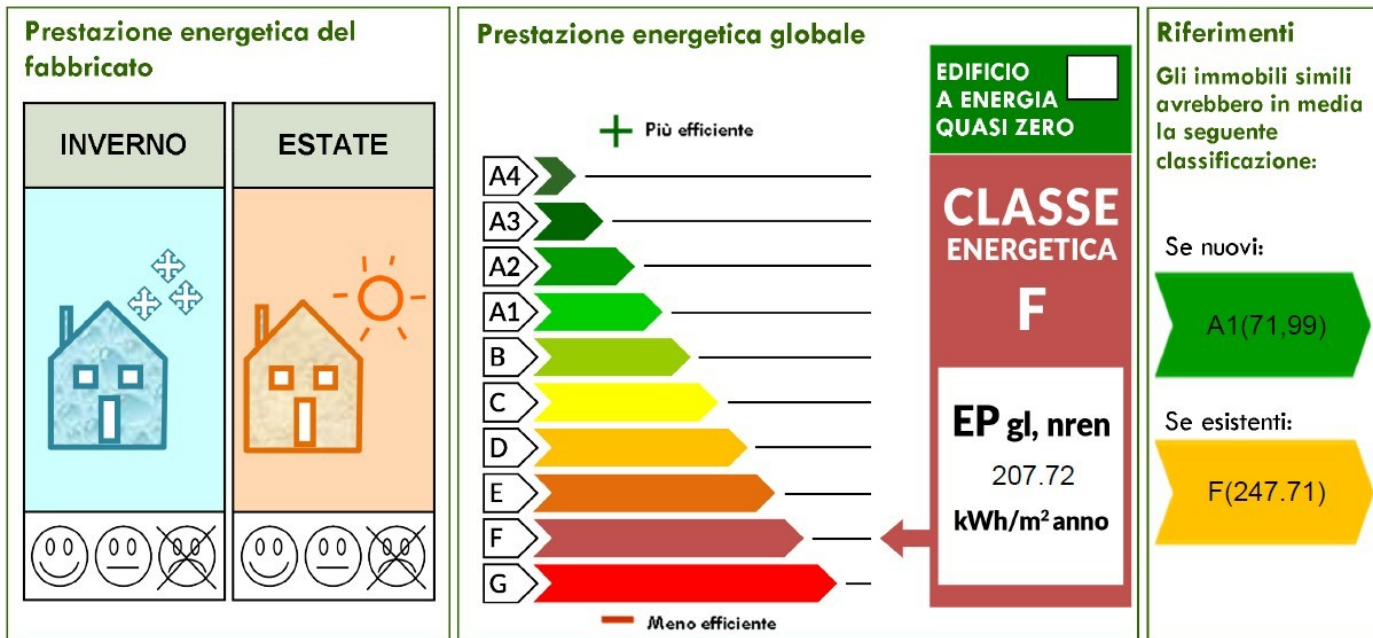 Prestazione energetica del
fabbricato
INVERNO
ESTATE
Prestazione energetica globale
Più efficiente
A4
A3
A2
A1
B
C
D
E
F
G
Meno efficiente
EDIFICIO
A ENERGIA
QUASI ZERO
CLASSE
ENERGETICA
F
EP gl, nren
207.72
kWh/m² anno
Riferimenti
Gli immobili simili
avrebbero in media
la seguente
classificazione:
Se nuovi:
A1(71,99)
Se esistenti:
F(247.71)